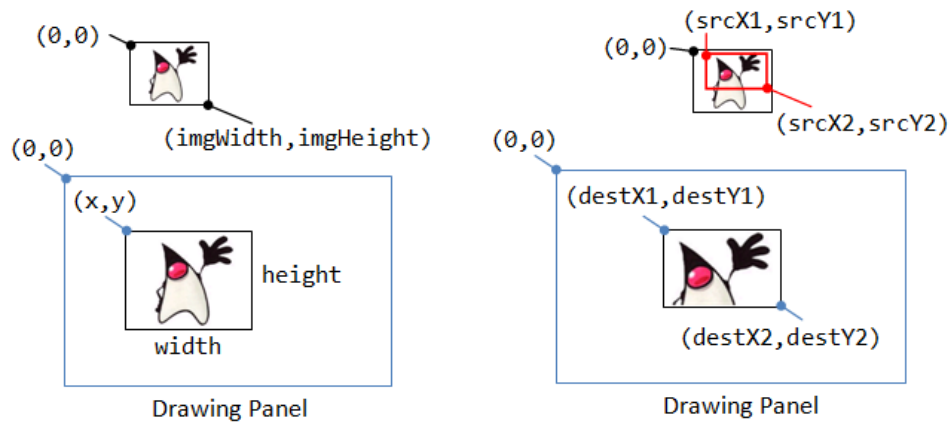 (0,0)
(imgWidth,imgHeight)
(0,0)
(x,y)
height
width
Drawing Panel
(srcX1,srcY1)
(0,0)
(srcX2,srcY2)
(0,0)
(destX1,destY1)
(destX2,destY2)
Drawing Panel